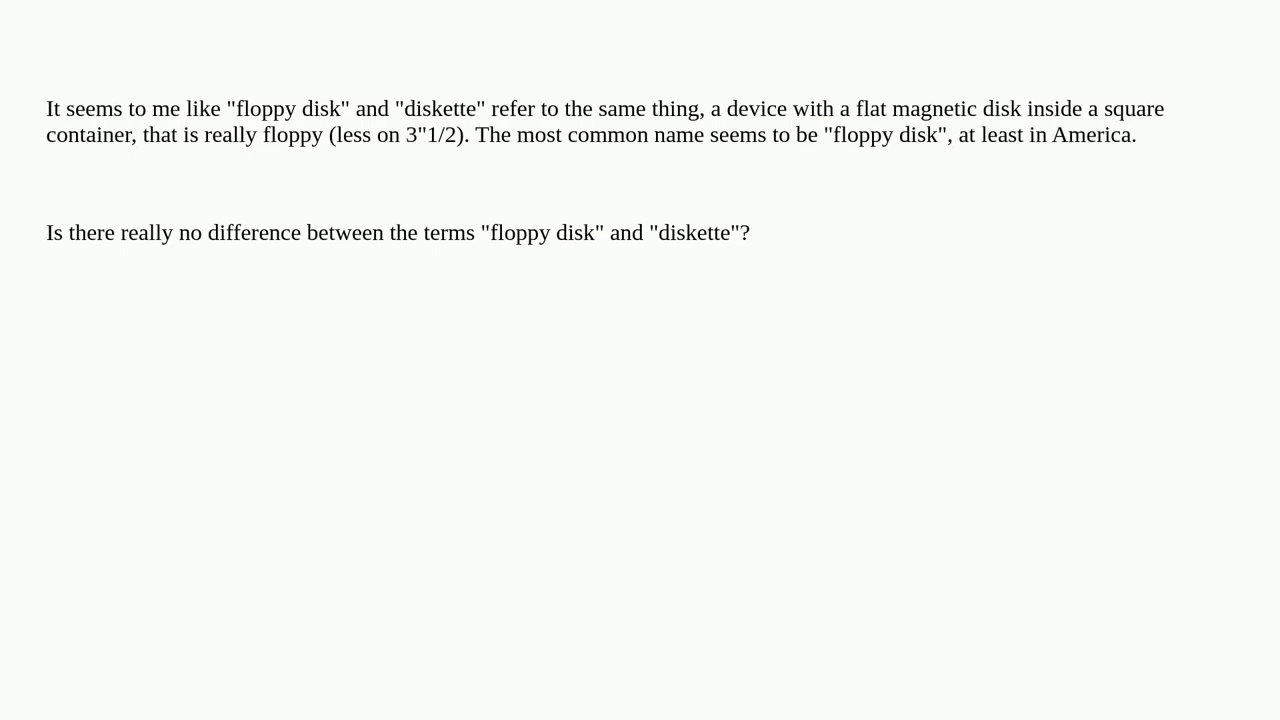 It seems to me like "floppy disk" and "diskette" refer to the same thing, a device with a flat magnetic disk inside a square
container, that is really floppy (less on 3"1/2). The most common name seems to be "floppy disk", at least in America.
Is there really no difference between the terms "floppy disk" and "diskette"?